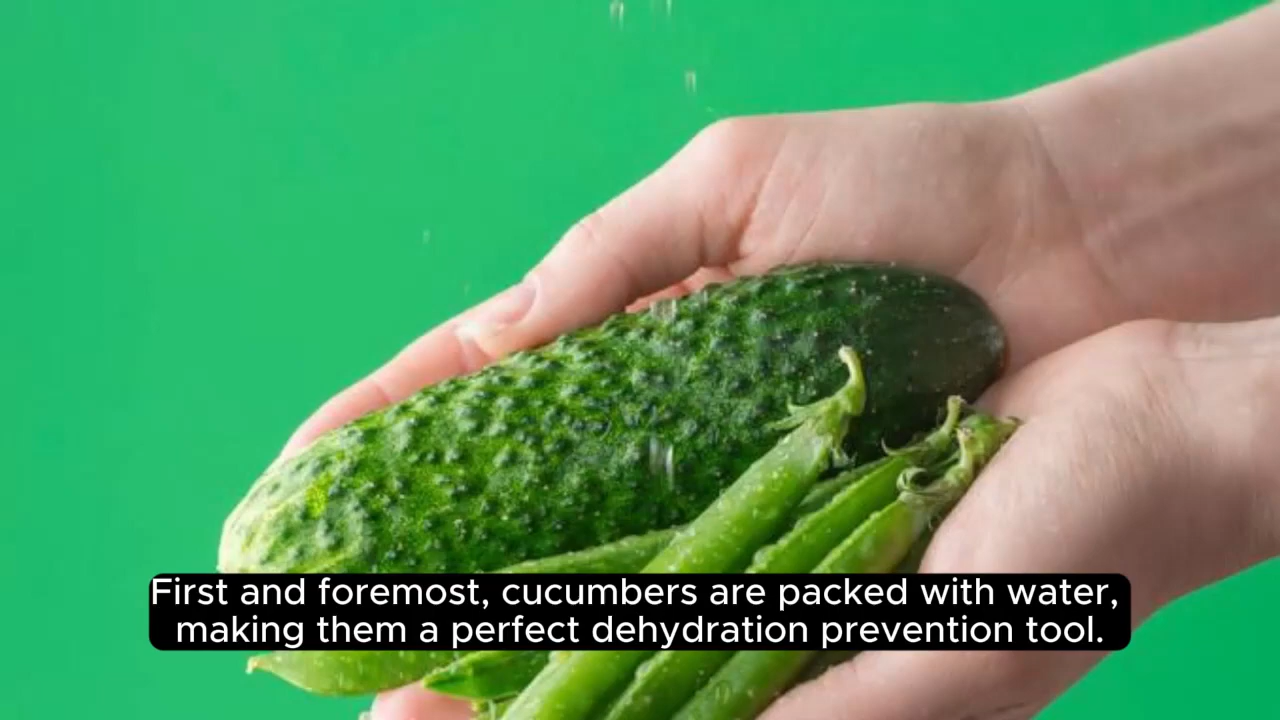 First and foremost, cucumbers are packed with water,
making them a perfect dehydration prevention tool.